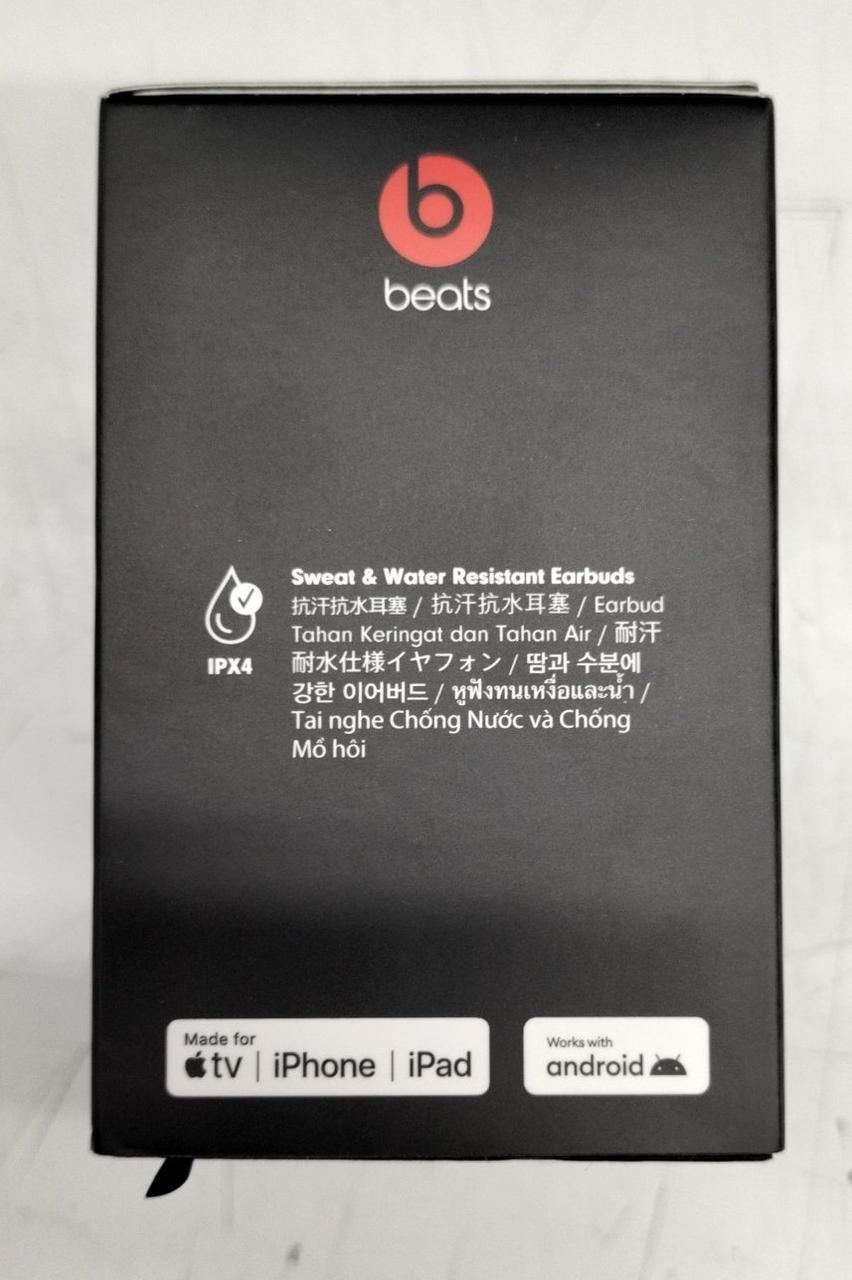 b
beats
Sweat & Water Resistant Earbuds
抗汗抗水耳塞 / 抗汗抗水耳塞 / Earbud
Tahan Keringat dan Tahan Air / 耐汗
耐水仕様イヤフォン / 땀과 수분에
강한 이어버드 / หูฟังทนเหงื่อและน้ำ /
Tai nghe Chống Nước và Chống
Mồ hôi
IPX4
Made for
tv | iPhone | iPad
Works with
android